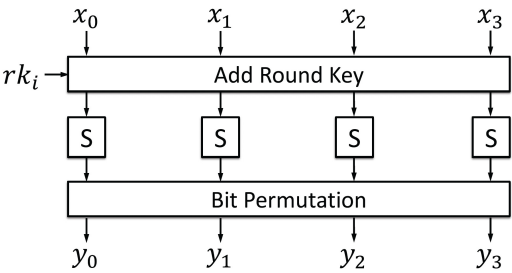 x₀ x₁ x₂ x₃
rkᵢ Add Round Key
S S S S
Bit Permutation
y₀ y₁ y₂ y₃